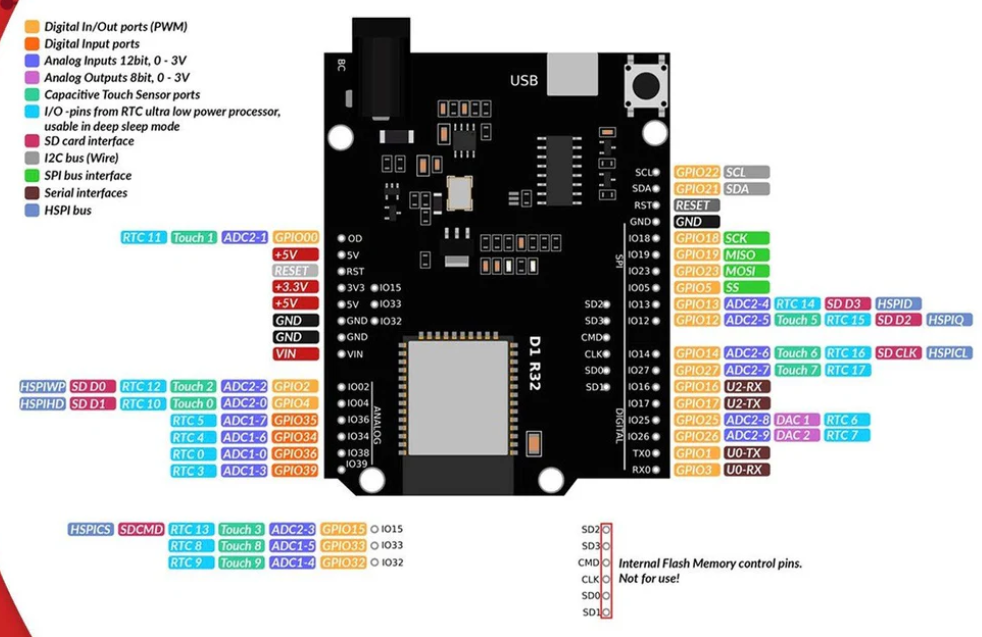 Digital In/Out ports (PWM)
Digital Input ports
Analog Inputs 12bit, 0 - 3V
Analog Outputs 8bit, 0 - 3V
Capacitive Touch Sensor ports
I/O -pins from RTC ultra low power processor,
usable in deep sleep mode
SD card interface
I2C bus (Wire)
SPI bus interface
Serial interfaces
HSPI bus
BC
USB
RTC 11 Touch 1 ADC2-1 GPIO00 OD
+5V 5V
RESET RST
+3.3V 3V3 IO15
+5V 5V IO33
GND GND IO32
GND GND
VIN VIN
HSPIWP SD D0 RTC 12 Touch 2 ADC2-2 GPIO2 IO02
HSPIHD SD D1 RTC 10 Touch 0 ADC2-0 GPIO4 IO04
RTC 5 ADC1-7 GPIO35 IO36
RTC 4 ADC1-6 GPIO34 IO34
RTC 0 ADC1-0 GPIO36 IO38
RTC 3 ADC1-3 GPIO39 IO39
ANALOG
D1 R32
SD2
SD3
CMD
CLK
SD0
SD1
SCL GPIO22 SCL
SDA GPIO21 SDA
RST RESET
GND GND
IO18 GPIO18 SCK
IO19 GPIO19 MISO
IO23 GPIO23 MOSI
IO05 GPIO5 SS
IO13 GPIO13 ADC2-4 RTC 14 SD D3 HSPID
IO12 GPIO12 ADC2-5 Touch 5 RTC 15 SD D2 HSPIQ
SPI
IO14 GPIO14 ADC2-6 Touch 6 RTC 16 SD CLK HSPICL
IO27 GPIO27 ADC2-7 Touch 7 RTC 17
IO16 GPIO16 U2-RX
IO17 GPIO17 U2-TX
IO25 GPIO25 ADC2-8 DAC 1 RTC 6
IO26 GPIO26 ADC2-9 DAC 2 RTC 7
TX0 GPIO1 U0-TX
RX0 GPIO3 U0-RX
DIGITAL
HSPICS SDCMD RTC 13 Touch 3 ADC2-3 GPIO15 IO15
RTC 8 Touch 8 ADC1-5 GPIO33 IO33
RTC 9 Touch 9 ADC1-4 GPIO32 IO32
SD2
SD3
CMD
CLK
SD0
SD1
Internal Flash Memory control pins.
Not for use!